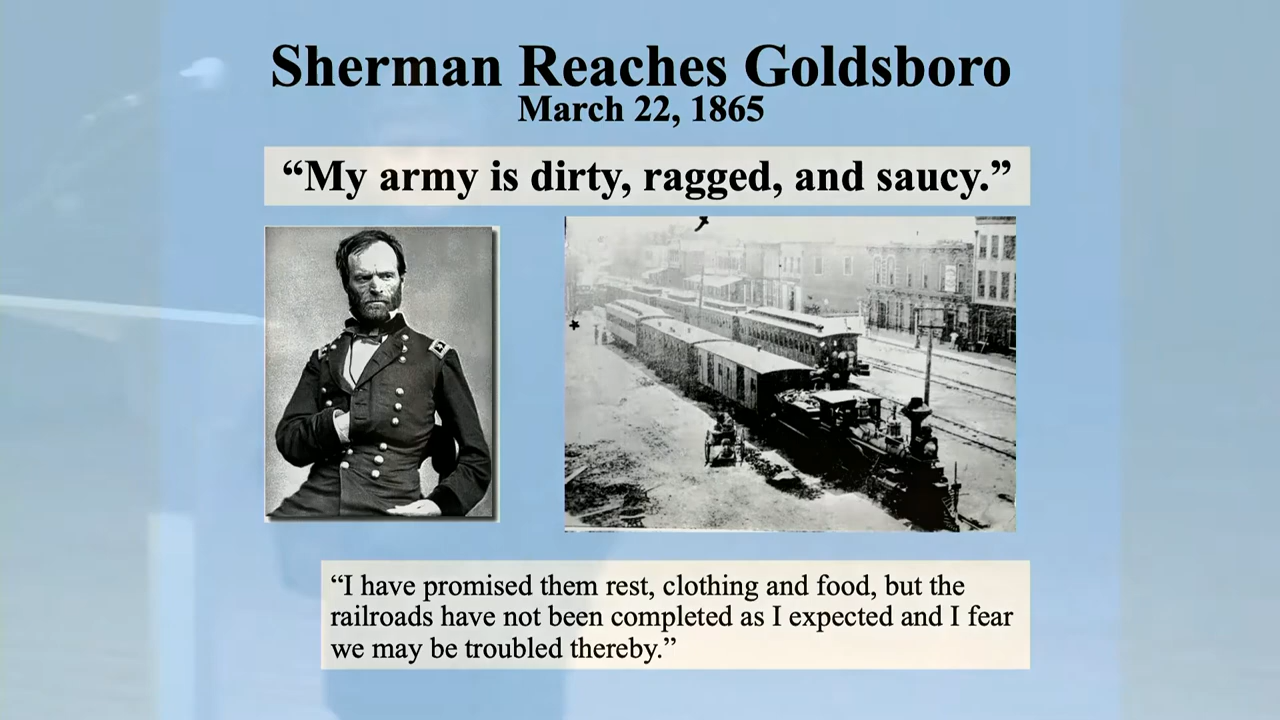 Sherman Reaches Goldsboro
March 22, 1865
“My army is dirty, ragged, and saucy.”
“I have promised them rest, clothing and food, but the
railroads have not been completed as I expected and I fear
we may be troubled thereby.”